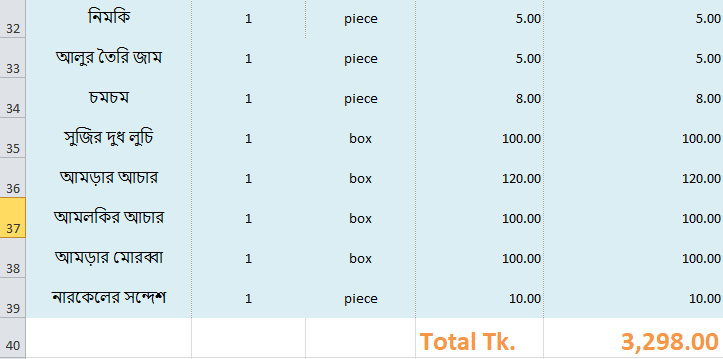 32 নিমকি 1 piece 5.00 5.00
33 আলুর তৈরি জাম 1 piece 5.00 5.00
34 চমচম 1 piece 8.00 8.00
35 সুজির দুধ লুচি 1 box 100.00 100.00
36 আমড়ার আচার 1 box 120.00 120.00
37 আমলকির আচার 1 box 100.00 100.00
38 আমড়ার মোরব্বা 1 box 100.00 100.00
39 নারকেলের সন্দেশ 1 piece 10.00 10.00
40 Total Tk. 3,298.00